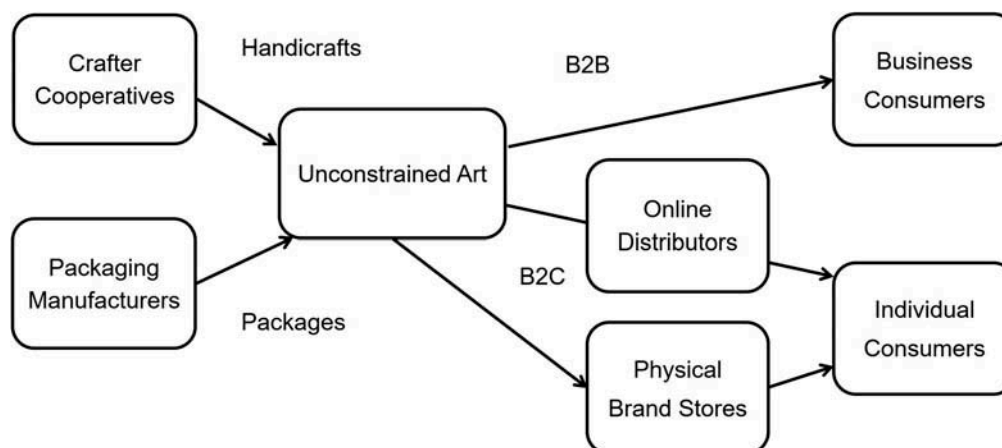 Crafter
Cooperatives
Handicrafts
B2B
Business
Consumers
Unconstrained Art
Online
Distributors
Packaging
Manufacturers
B2C
Packages
Individual
Consumers
Physical
Brand Stores